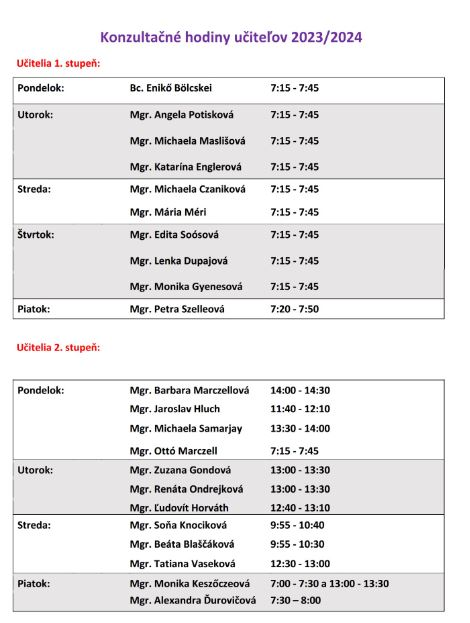 Konzultačné hodiny učiteľov 2023/2024
Učitelia 1. stupeň:
Pondelok: Bc. Enikő Bölcskei 7:15 - 7:45
Utorok: Mgr. Angela Potisková 7:15 - 7:45
Mgr. Michaela Maslišová 7:15 - 7:45
Mgr. Katarína Englerová 7:15 - 7:45
Streda: Mgr. Michaela Czaniková 7:15 - 7:45
Mgr. Mária Méri 7:15 - 7:45
Štvrtok: Mgr. Edita Soósová 7:15 - 7:45
Mgr. Lenka Dupajová 7:15 - 7:45
Mgr. Monika Gyenesová 7:15 - 7:45
Piatok: Mgr. Petra Szelleová 7:20 - 7:50
Učitelia 2. stupeň:
Pondelok: Mgr. Barbara Marczellová 14:00 - 14:30
Mgr. Jaroslav Hluch 11:40 - 12:10
Mgr. Michaela Samarjay 13:30 - 14:00
Mgr. Ottó Marczell 7:15 - 7:45
Utorok: Mgr. Zuzana Gondová 13:00 - 13:30
Mgr. Renáta Ondrejková 13:00 - 13:30
Mgr. Ľudovít Horváth 12:40 - 13:10
Streda: Mgr. Soňa Knociková 9:55 - 10:40
Mgr. Beáta Blaščáková 9:55 - 10:30
Mgr. Tatiana Vaseková 12:30 - 13:00
Piatok: Mgr. Monika Keszőczeová 7:00 - 7:30 a 13:00 - 13:30
Mgr. Alexandra Ďurovičová 7:30 – 8:00